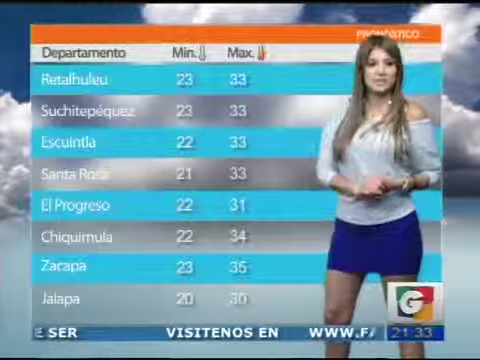 PRONÓSTICO
Departamento Min. Max.
Retalhuleu 23 33
Suchitepéquez 23 33
Escuintla 22 33
Santa Rosa 21 33
El Progreso 22 31
Chiquimula 22 34
Zacapa 23 35
Jalapa 20 30
G
E SER VISITENOS EN WWW.FA 21:33